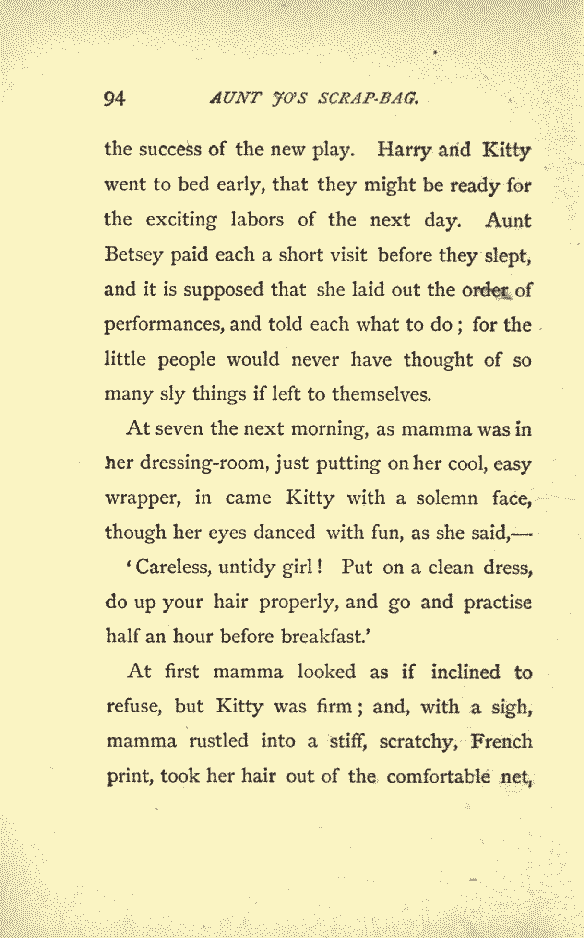 94 AUNT JO'S SCRAP-BAG.
the success of the new play. Harry and Kitty
went to bed early, that they might be ready for
the exciting labors of the next day. Aunt
Betsey paid each a short visit before they slept,
and it is supposed that she laid out the order of
performances, and told each what to do; for the
little people would never have thought of so
many sly things if left to themselves.
At seven the next morning, as mamma was in
her dressing-room, just putting on her cool, easy
wrapper, in came Kitty with a solemn face,
though her eyes danced with fun, as she said,—
'Careless, untidy girl! Put on a clean dress,
do up your hair properly, and go and practise
half an hour before breakfast.'
At first mamma looked as if inclined to
refuse, but Kitty was firm; and, with a sigh,
mamma rustled into a stiff, scratchy, French
print, took her hair out of the comfortable net,